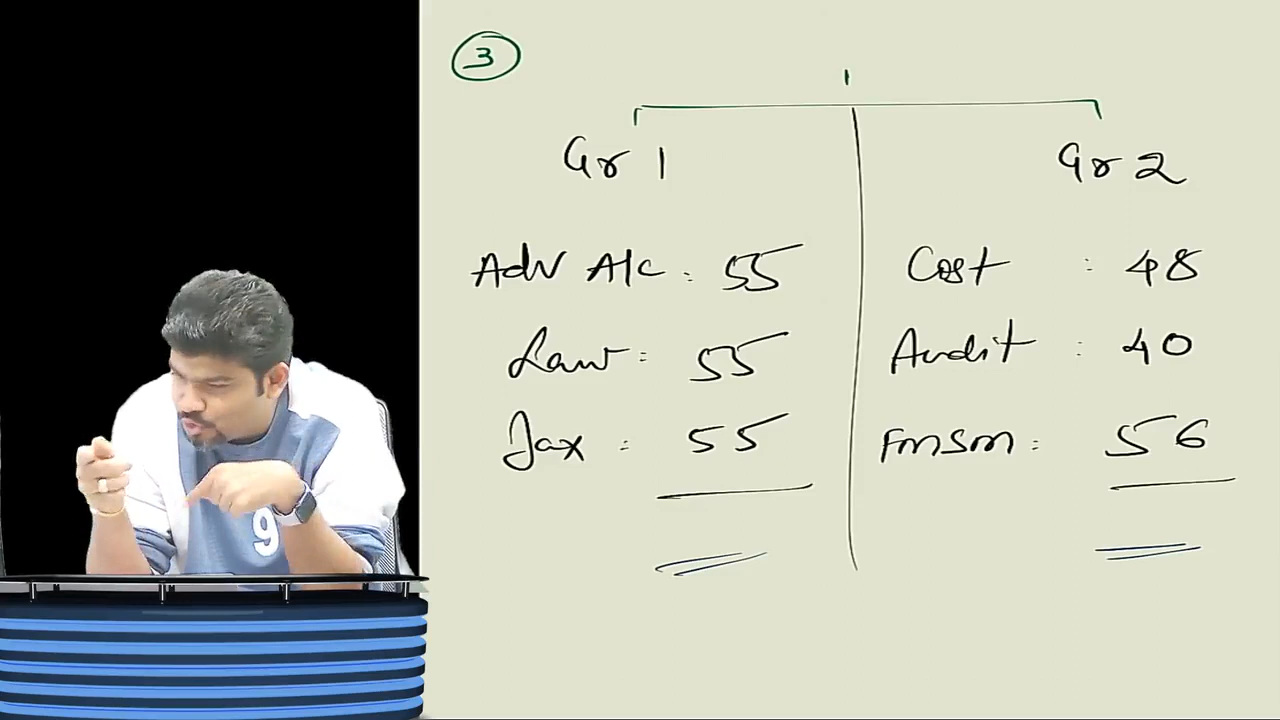 3
Gr 1
Adv A/c : 55
Law : 55
Tax : 55
Gr 2
Cost : 48
Audit : 40
FMSM : 56
9